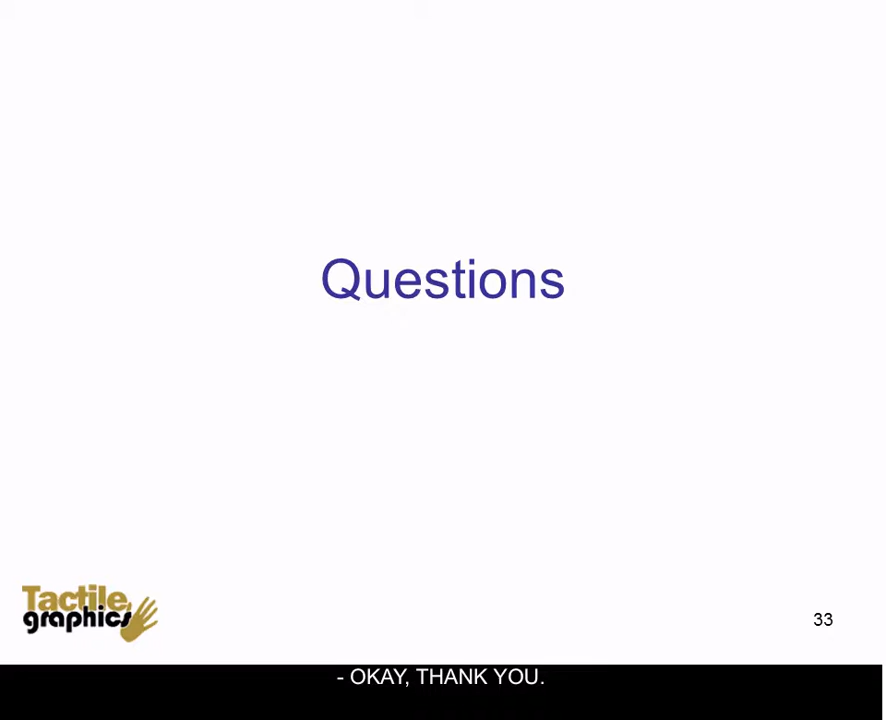 Questions
Tactile
graphics
33
- OKAY, THANK YOU.